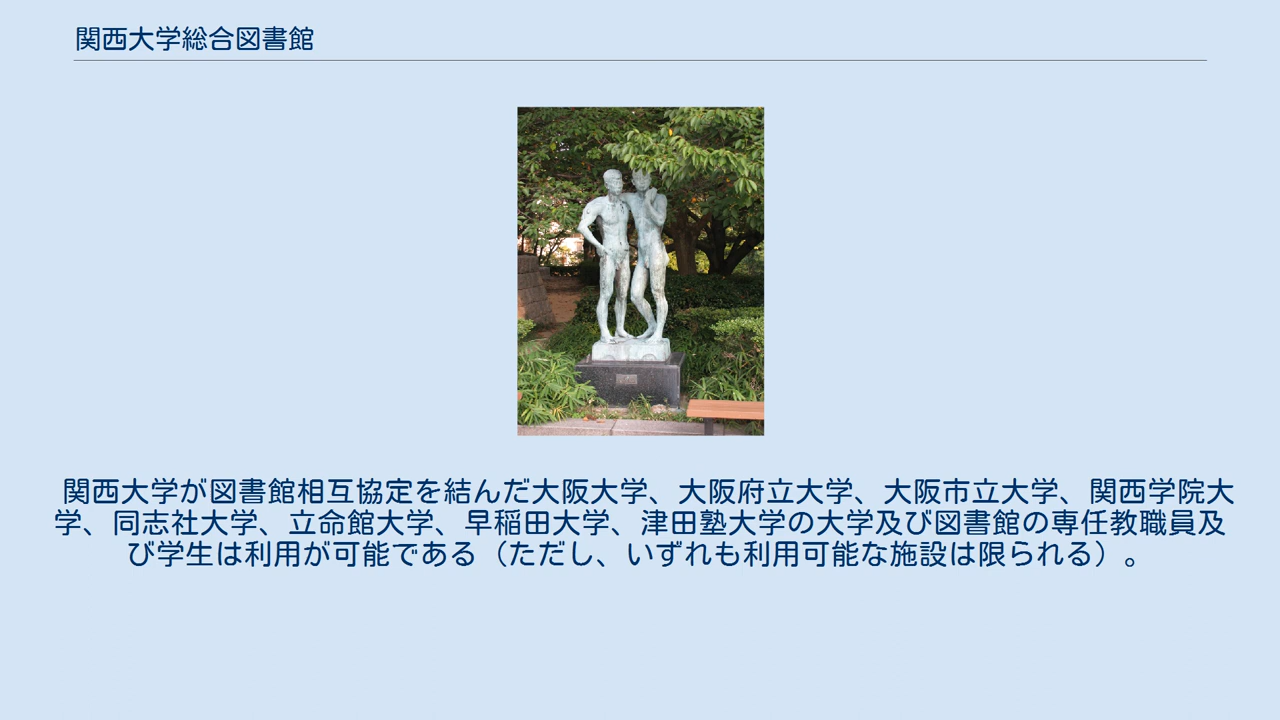 関西大学総合図書館
関西大学が図書館相互協定を結んだ大阪大学、大阪府立大学、大阪市立大学、関西学院大
学、同志社大学、立命館大学、早稲田大学、津田塾大学の大学及び図書館の専任教職員及
び学生は利用が可能である（ただし、いずれも利用可能な施設は限られる）。